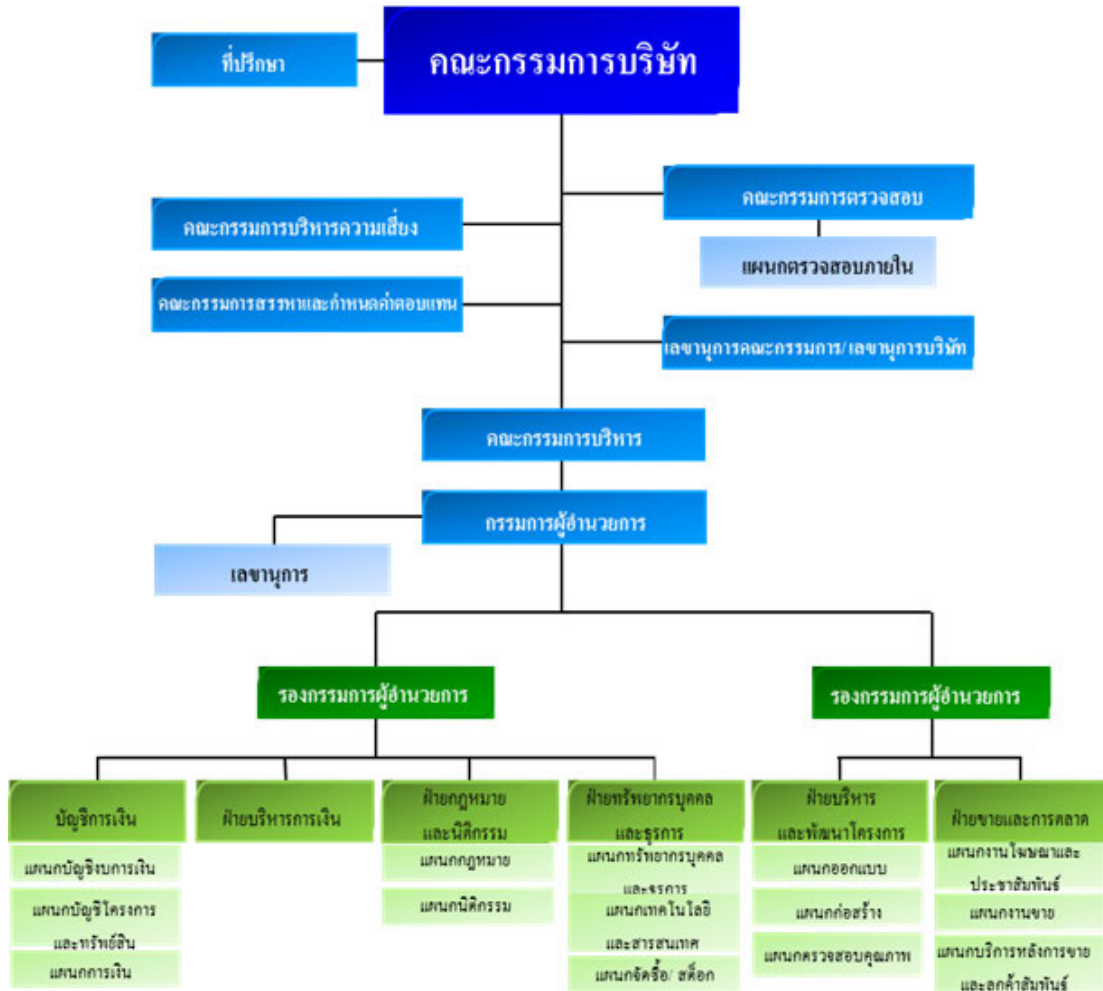 ที่ปรึกษา
คณะกรรมการบริษัท
คณะกรรมการตรวจสอบ
คณะกรรมการบริหารความเสี่ยง
แผนกตรวจสอบภายใน
คณะกรรมการสรรหาและกำหนดค่าตอบแทน
เลขานุการคณะกรรมการ/เลขานุการบริษัท
คณะกรรมการบริหาร
กรรมการผู้อำนวยการ
เลขานุการ
รองกรรมการผู้อำนวยการ
รองกรรมการผู้อำนวยการ
บัญชีการเงิน
แผนกบัญชีงบการเงิน
แผนกบัญชีโครงการ
และทรัพย์สิน
แผนกการเงิน
ฝ่ายบริหารการเงิน
ฝ่ายกฎหมาย
และนิติกรรม
แผนกกฎหมาย
แผนกนิติกรรม
ฝ่ายทรัพยากรบุคคล
และธุรการ
แผนกทรัพยากรบุคคล
และธุรการ
แผนกเทคโนโลยี
และสารสนเทศ
แผนกจัดซื้อ/ สต็อก
ฝ่ายบริหาร
และพัฒนาโครงการ
แผนกออกแบบ
แผนกก่อสร้าง
แผนกตรวจสอบคุณภาพ
ฝ่ายขายและการตลาด
แผนกงานโฆษณาและ
ประชาสัมพันธ์
แผนกงานขาย
แผนกบริการหลังการขาย
และลูกค้าสัมพันธ์